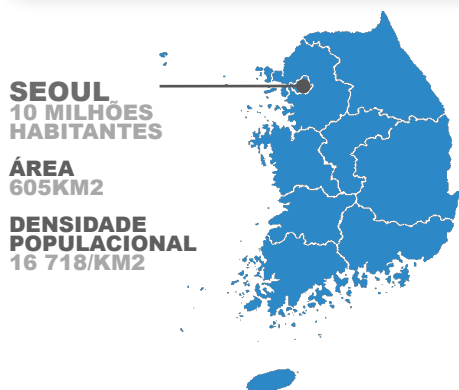 SEOUL
10 MILHÕES
HABITANTES
ÁREA
605KM2
DENSIDADE
POPULACIONAL
16 718/KM2